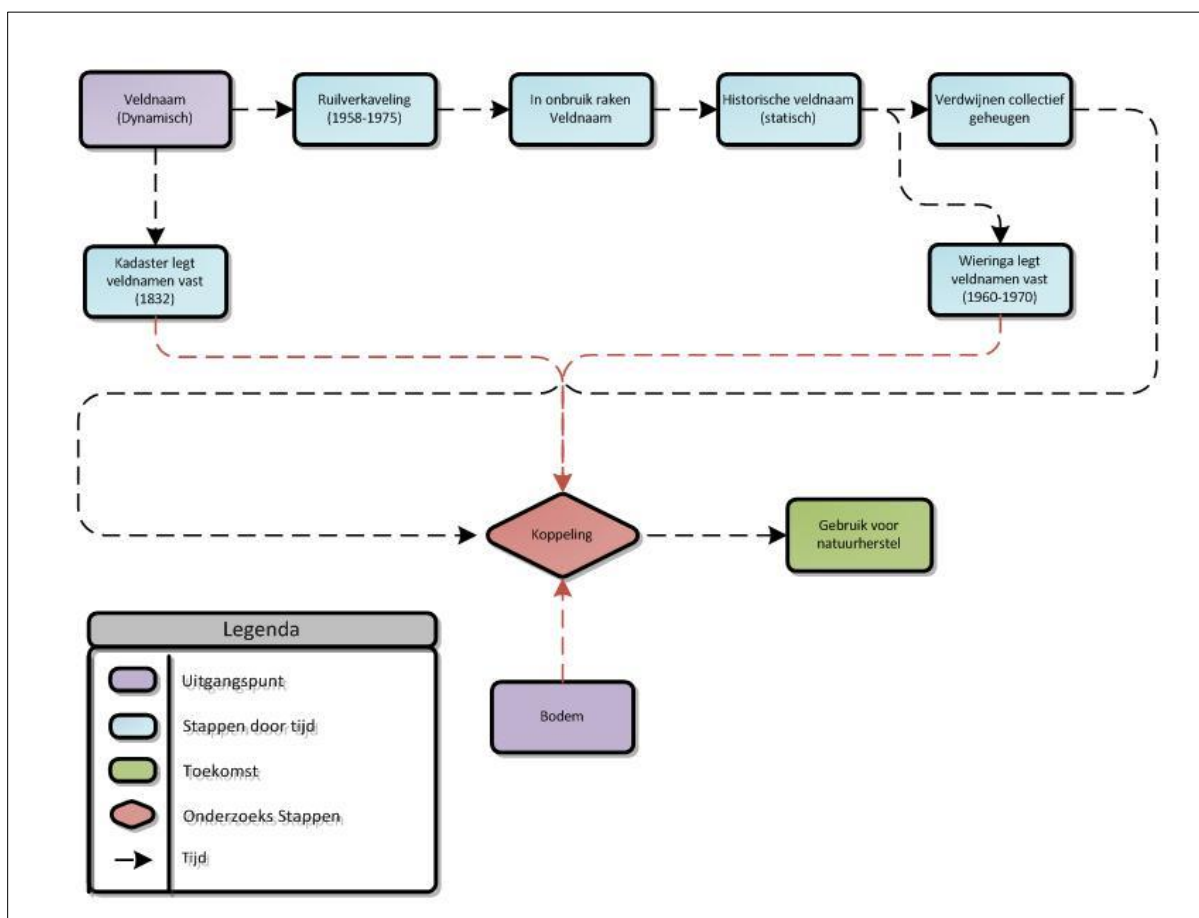 Veldnaam
(Dynamisch)
Ruilverkaveling
(1958-1975)
In onbruik raken
Veldnaam
Historische veldnaam
(statisch)
Verdwijnen collectief
geheugen
Kadaster legt
veldnamen vast
(1832)
Wieringa legt
veldnamen vast
(1960-1970)
Koppeling
Gebruik voor
natuurherstel
Bodem
Legenda
Uitgangspunt
Stappen door tijd
Toekomst
Onderzoeks Stappen
Tijd